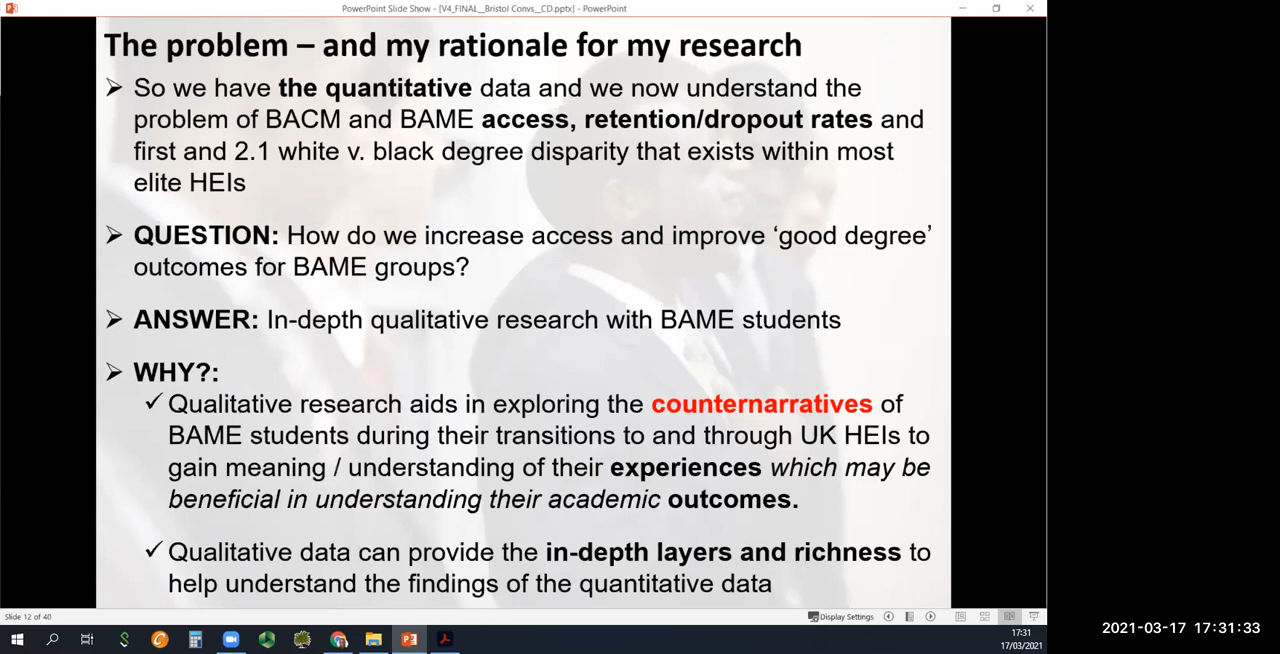 PowerPoint Slide Show - [V4_FINAL__Bristol Convs__CD.pptx] - PowerPoint
The problem – and my rationale for my research
So we have the quantitative data and we now understand the
problem of BACM and BAME access, retention/dropout rates and
first and 2.1 white v. black degree disparity that exists within most
elite HEIs
QUESTION: How do we increase access and improve ‘good degree’
outcomes for BAME groups?
ANSWER: In-depth qualitative research with BAME students
WHY?:
Qualitative research aids in exploring the counternarratives of
BAME students during their transitions to and through UK HEIs to
gain meaning / understanding of their experiences which may be
beneficial in understanding their academic outcomes.
Qualitative data can provide the in-depth layers and richness to
help understand the findings of the quantitative data
Slide 12 of 40
Display Settings
17:31
17/03/2021
2021-03-17 17:31:33